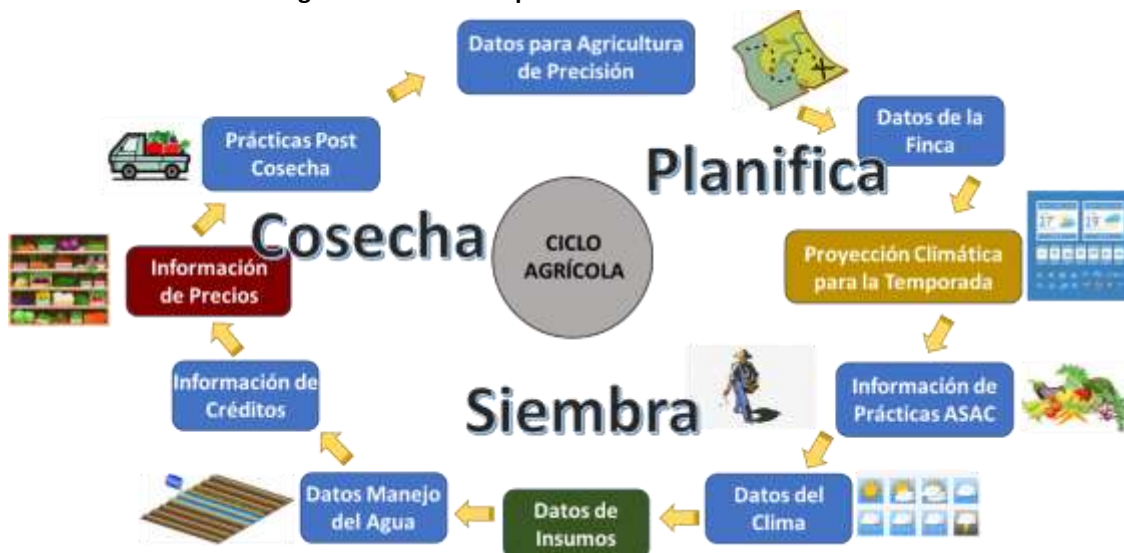 Datos para Agricultura
de Precisión
Datos de la
Finca
Planifica
Proyección Climática
para la Temporada
27°
19°
Información de
Prácticas ASAC
Siembra
Datos del
Clima
Datos de
Insumos
Datos Manejo
del Agua
Información de
Créditos
Información
de Precios
Cosecha
Prácticas Post
Cosecha
CICLO
AGRÍCOLA